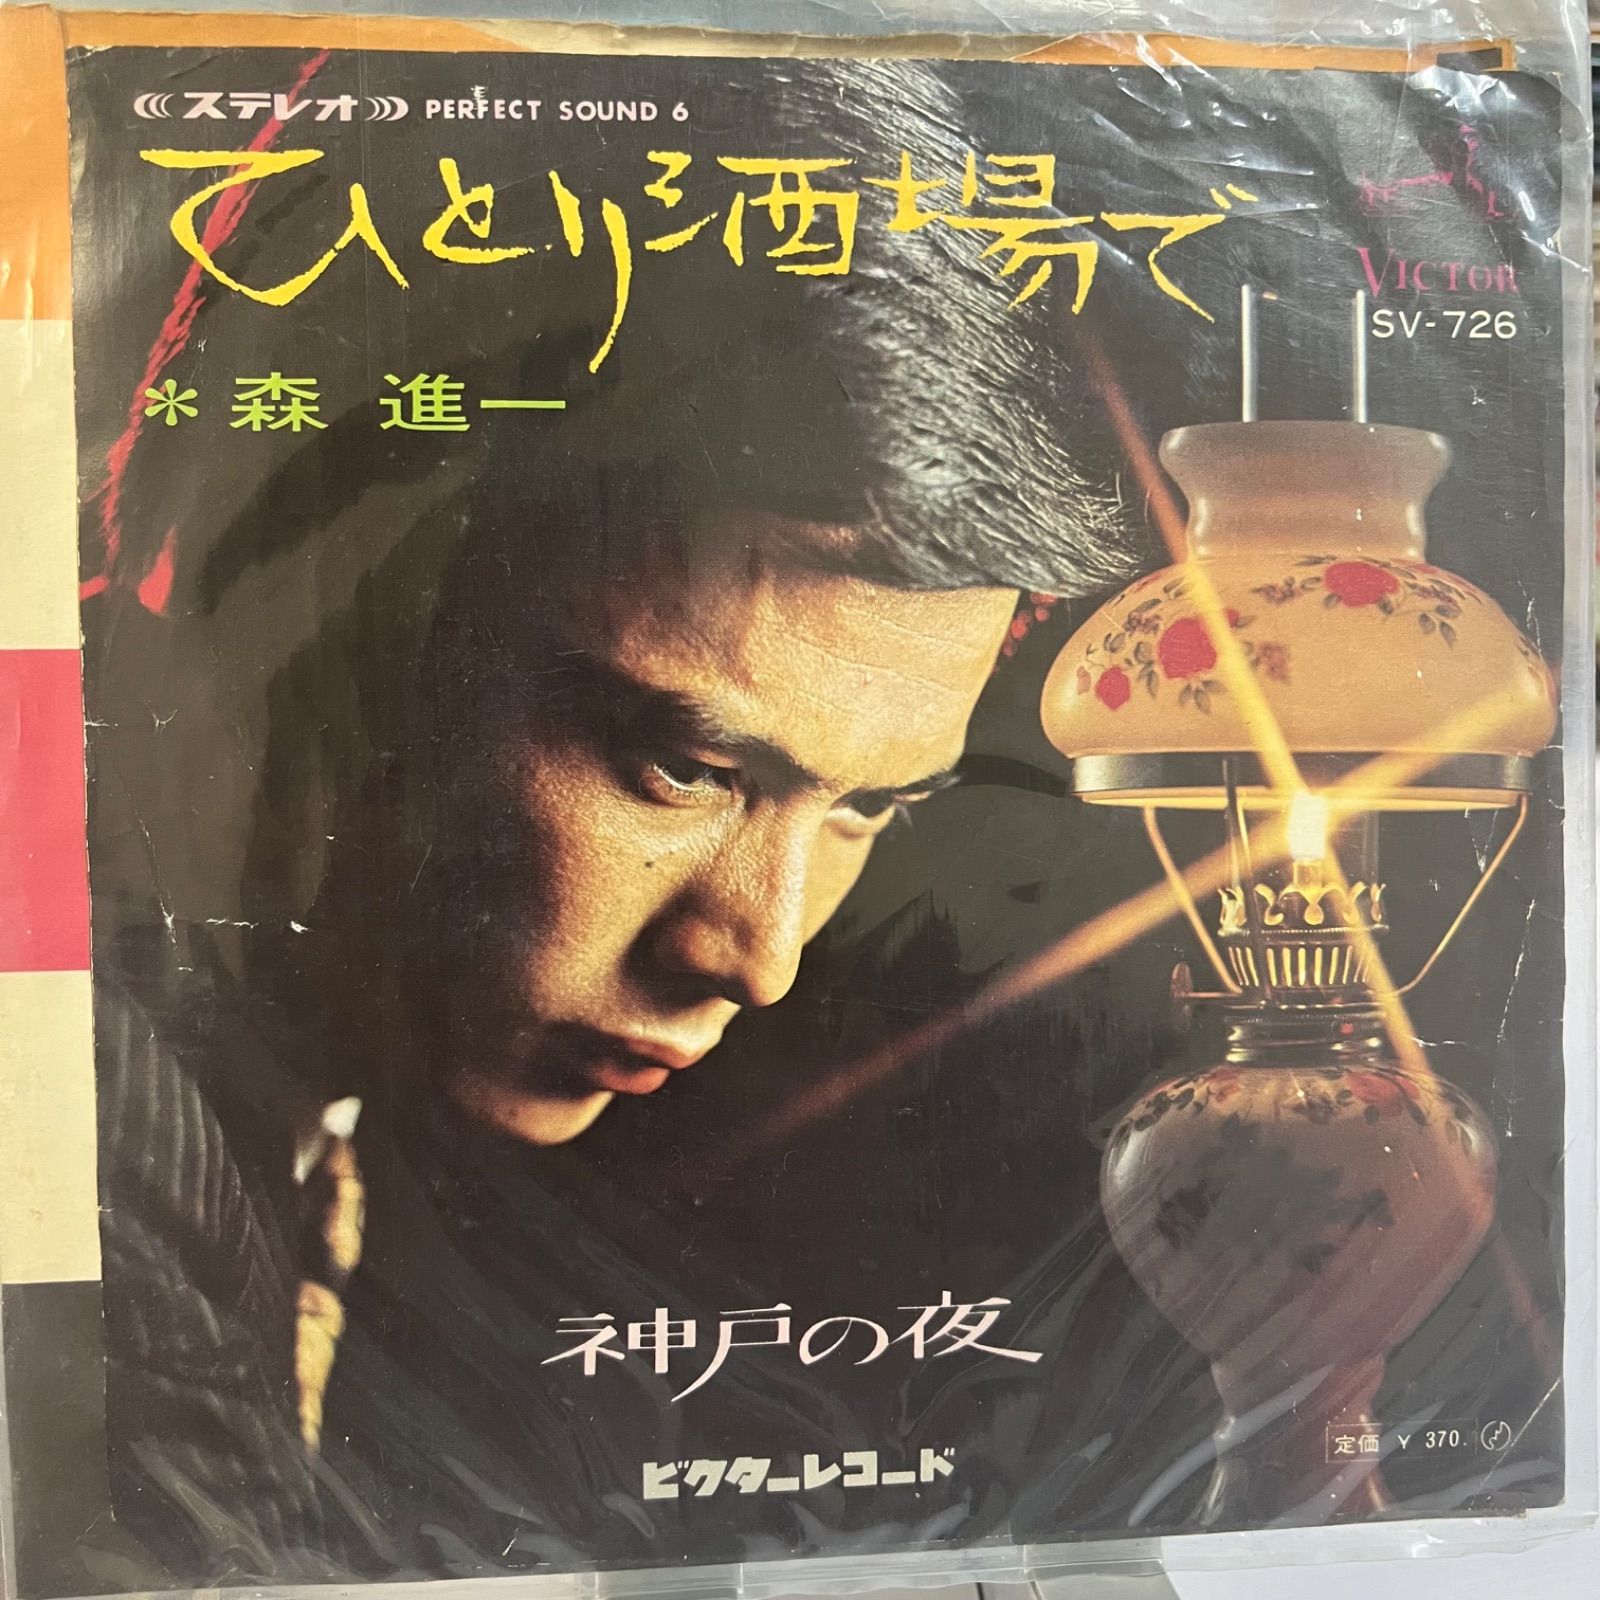 ステレオ PERFECT SOUND 6
ひとり酒場で
VICTOR
SV-726
＊森 進一
神戸の夜
定価 ¥ 370.
ビクターレコード